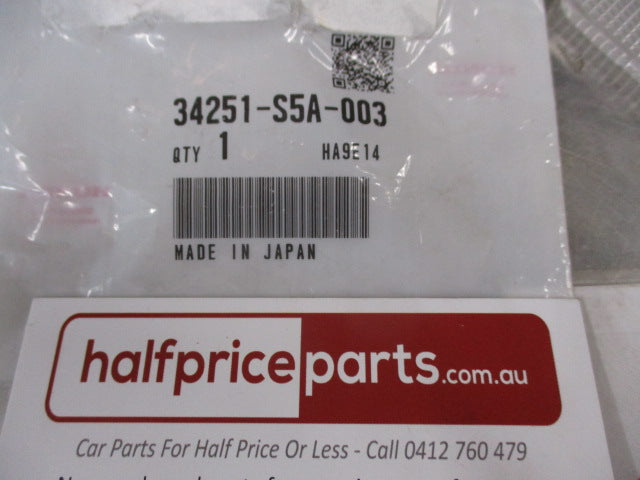 34251-S5A-003
QTY 1 HA9E14
MADE IN JAPAN
halfpriceparts.com.au
Car Parts For Half Price Or Less - Call 0412 760 479